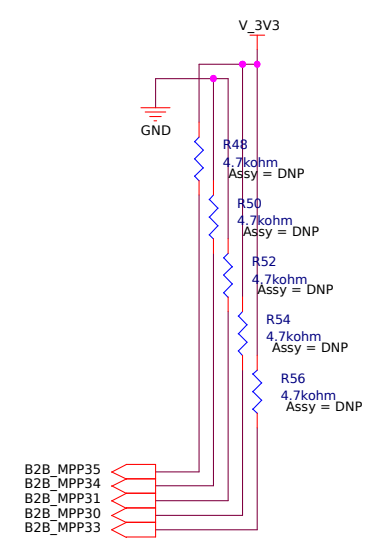 V_3V3
GND
R48
4.7kohm
Assy = DNP
R50
4.7kohm
Assy = DNP
R52
4.7kohm
Assy = DNP
R54
4.7kohm
Assy = DNP
R56
4.7kohm
Assy = DNP
B2B_MPP35
B2B_MPP34
B2B_MPP31
B2B_MPP30
B2B_MPP33